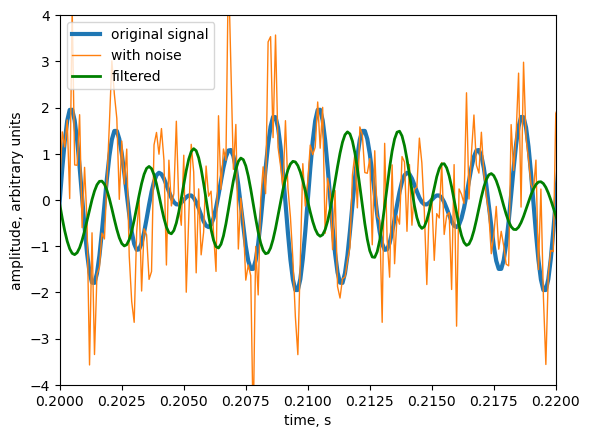 original signal
with noise
filtered
amplitude, arbitrary units
4
3
2
1
0
−1
−2
−3
−4
0.2000 0.2025 0.2050 0.2075 0.2100 0.2125 0.2150 0.2175 0.2200
time, s